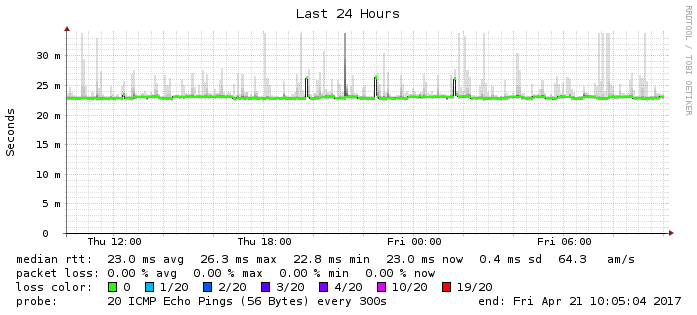 Last 24 Hours
RRDTOOL / TOBI OETIKER
Seconds
30 m
25 m
20 m
15 m
10 m
5 m
0
Thu 12:00 Thu 18:00 Fri 00:00 Fri 06:00
median rtt: 23.0 ms avg 26.3 ms max 22.8 ms min 23.0 ms now 0.4 ms sd 64.3 am/s
packet loss: 0.00 % avg 0.00 % max 0.00 % min 0.00 % now
loss color: 0 1/20 2/20 3/20 4/20 10/20 19/20
probe: 20 ICMP Echo Pings (56 Bytes) every 300s end: Fri Apr 21 10:05:04 2017